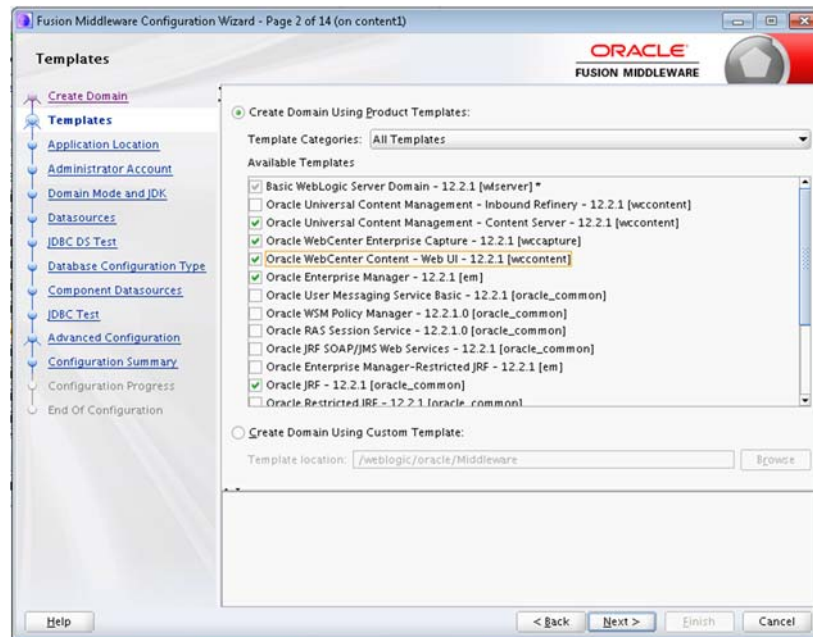 Fusion Middleware Configuration Wizard - Page 2 of 14 (on content1)
Templates
ORACLE
FUSION MIDDLEWARE
Create Domain
Templates
Application Location
Administrator Account
Domain Mode and JDK
Datasources
JDBC DS Test
Database Configuration Type
Component Datasources
JDBC Test
Advanced Configuration
Configuration Summary
Configuration Progress
End Of Configuration
Create Domain Using Product Templates:
Template Categories: All Templates
Available Templates
Basic WebLogic Server Domain - 12.2.1 [wlserver] *
Oracle Universal Content Management - Inbound Refinery - 12.2.1 [wccontent]
Oracle Universal Content Management - Content Server - 12.2.1 [wccontent]
Oracle WebCenter Enterprise Capture - 12.2.1 [wccapture]
Oracle WebCenter Content - Web UI - 12.2.1 [wccontent]
Oracle Enterprise Manager - 12.2.1 [em]
Oracle User Messaging Service Basic - 12.2.1 [oracle_common]
Oracle WSM Policy Manager - 12.2.1.0 [oracle_common]
Oracle RAS Session Service - 12.2.1.0 [oracle_common]
Oracle JRF SOAP/JMS Web Services - 12.2.1 [oracle_common]
Oracle Enterprise Manager-Restricted JRF - 12.2.1 [em]
Oracle JRF - 12.2.1 [oracle_common]
Oracle Restricted JRF - 12.2.1 [oracle_common]
Create Domain Using Custom Template:
Template location: /weblogic/oracle/Middleware
Browse
Help
< Back
Next >
Finish
Cancel